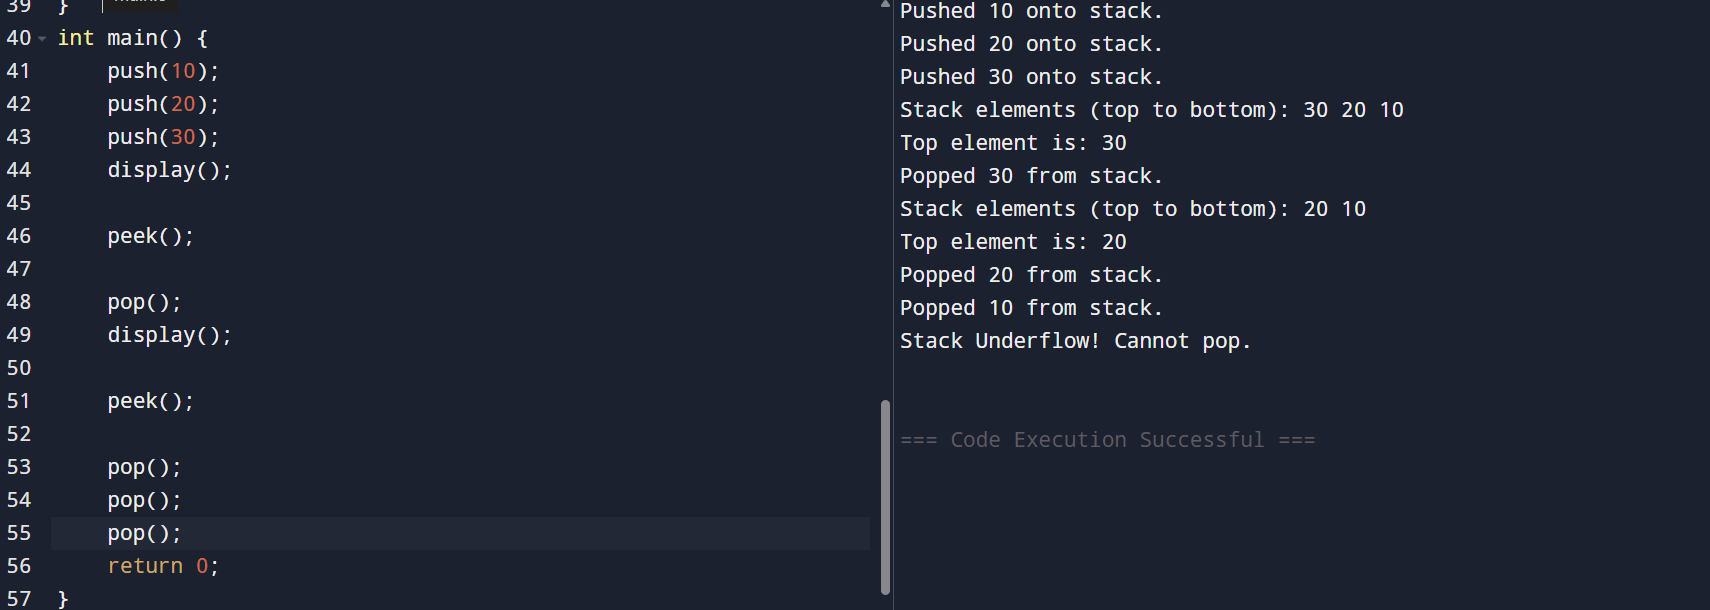 39 }
40 int main() {
41 push(10);
42 push(20);
43 push(30);
44 display();
45
46 peek();
47
48 pop();
49 display();
50
51 peek();
52
53 pop();
54 pop();
55 pop();
56 return 0;
57 }
Pushed 10 onto stack.
Pushed 20 onto stack.
Pushed 30 onto stack.
Stack elements (top to bottom): 30 20 10
Top element is: 30
Popped 30 from stack.
Stack elements (top to bottom): 20 10
Top element is: 20
Popped 20 from stack.
Popped 10 from stack.
Stack Underflow! Cannot pop.
=== Code Execution Successful ===